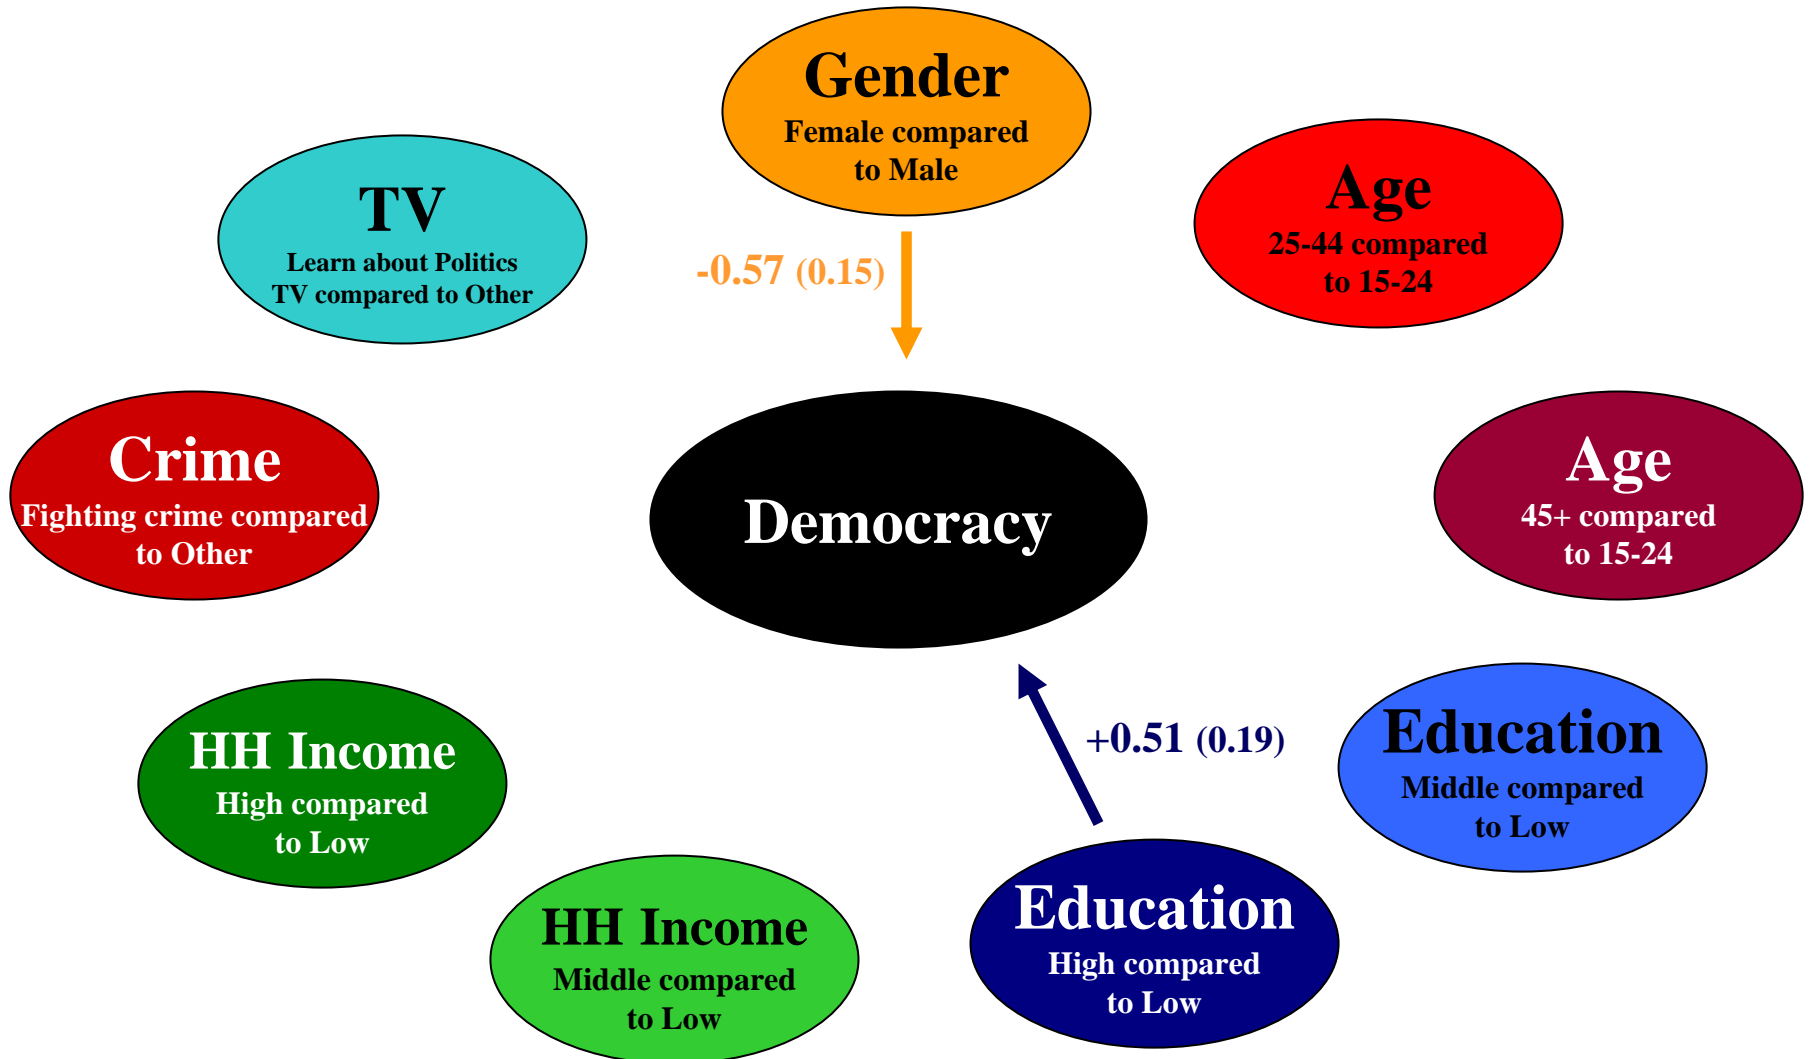 Gender
Female compared
to Male
TV
Learn about Politics
TV compared to Other
Age
25-44 compared
to 15-24
-0.57 (0.15)
Crime
Fighting crime compared
to Other
Democracy
Age
45+ compared
to 15-24
HH Income
High compared
to Low
+0.51 (0.19)
Education
Middle compared
to Low
HH Income
Middle compared
to Low
Education
High compared
to Low